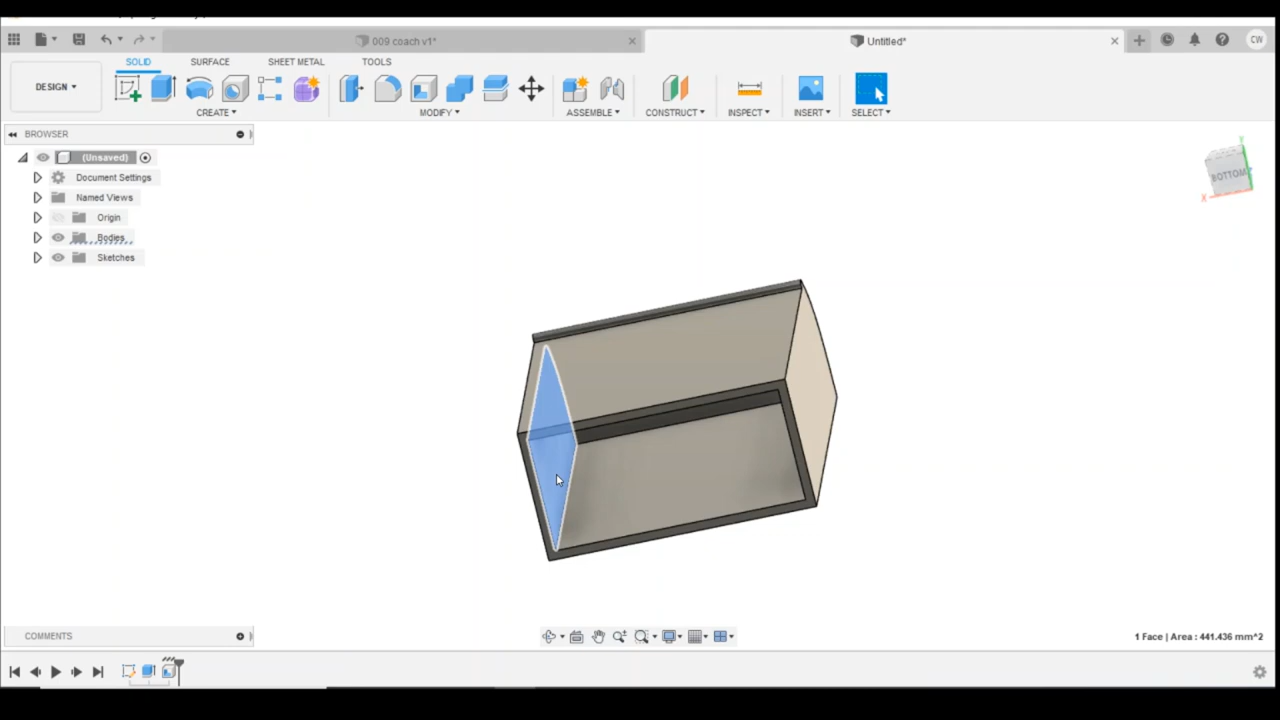 009 coach v1*
Untitled*
CW
DESIGN
SOLID
SURFACE
SHEET METAL
TOOLS
CREATE
MODIFY
ASSEMBLE
CONSTRUCT
INSPECT
INSERT
SELECT
BROWSER
(Unsaved)
Document Settings
Named Views
Origin
Bodies
Sketches
BOTTOM
X
Y
COMMENTS
1 Face | Area : 441.436 mm^2